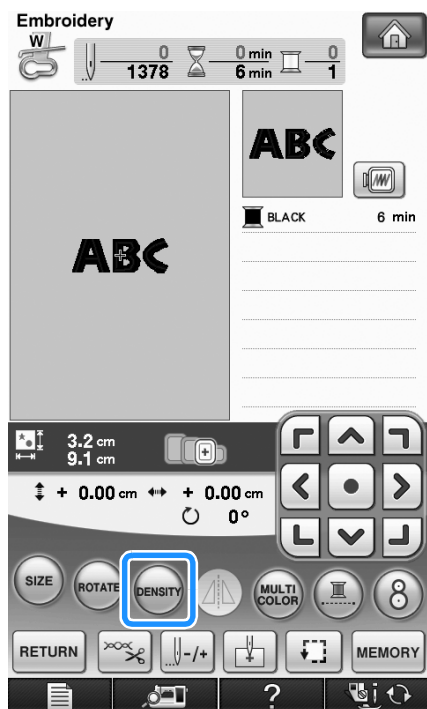 Embroidery
W
0 0 min 0
1378 6 min 1
ABC
BLACK 6 min
ABC
3.2 cm
9.1 cm
+ 0.00 cm + 0.00 cm
0°
SIZE ROTATE DENSITY MULTI COLOR 8
RETURN -/+ MEMORY
?